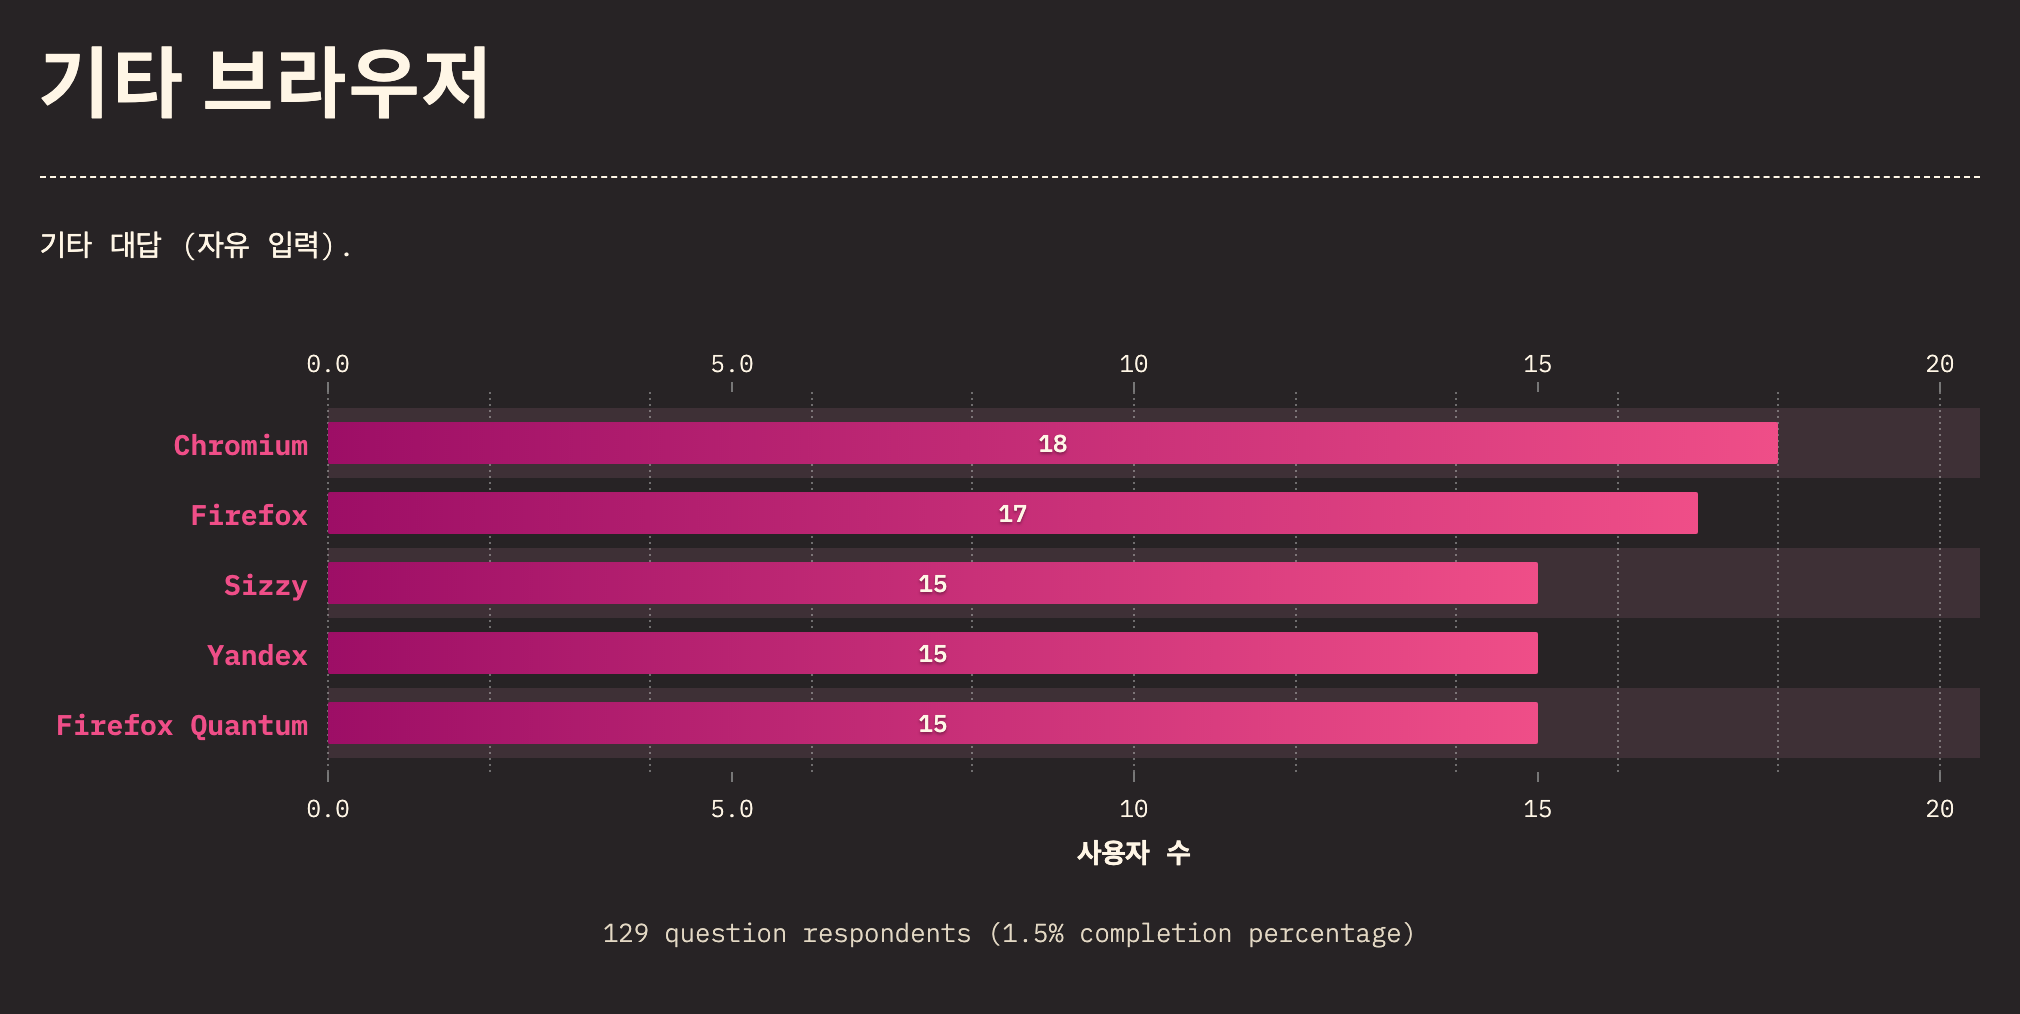 기타 브라우저
기타 대답 (자유 입력).
0.0 5.0 10 15 20
Chromium 18
Firefox 17
Sizzy 15
Yandex 15
Firefox Quantum 15
0.0 5.0 10 15 20
사용자 수
129 question respondents (1.5% completion percentage)